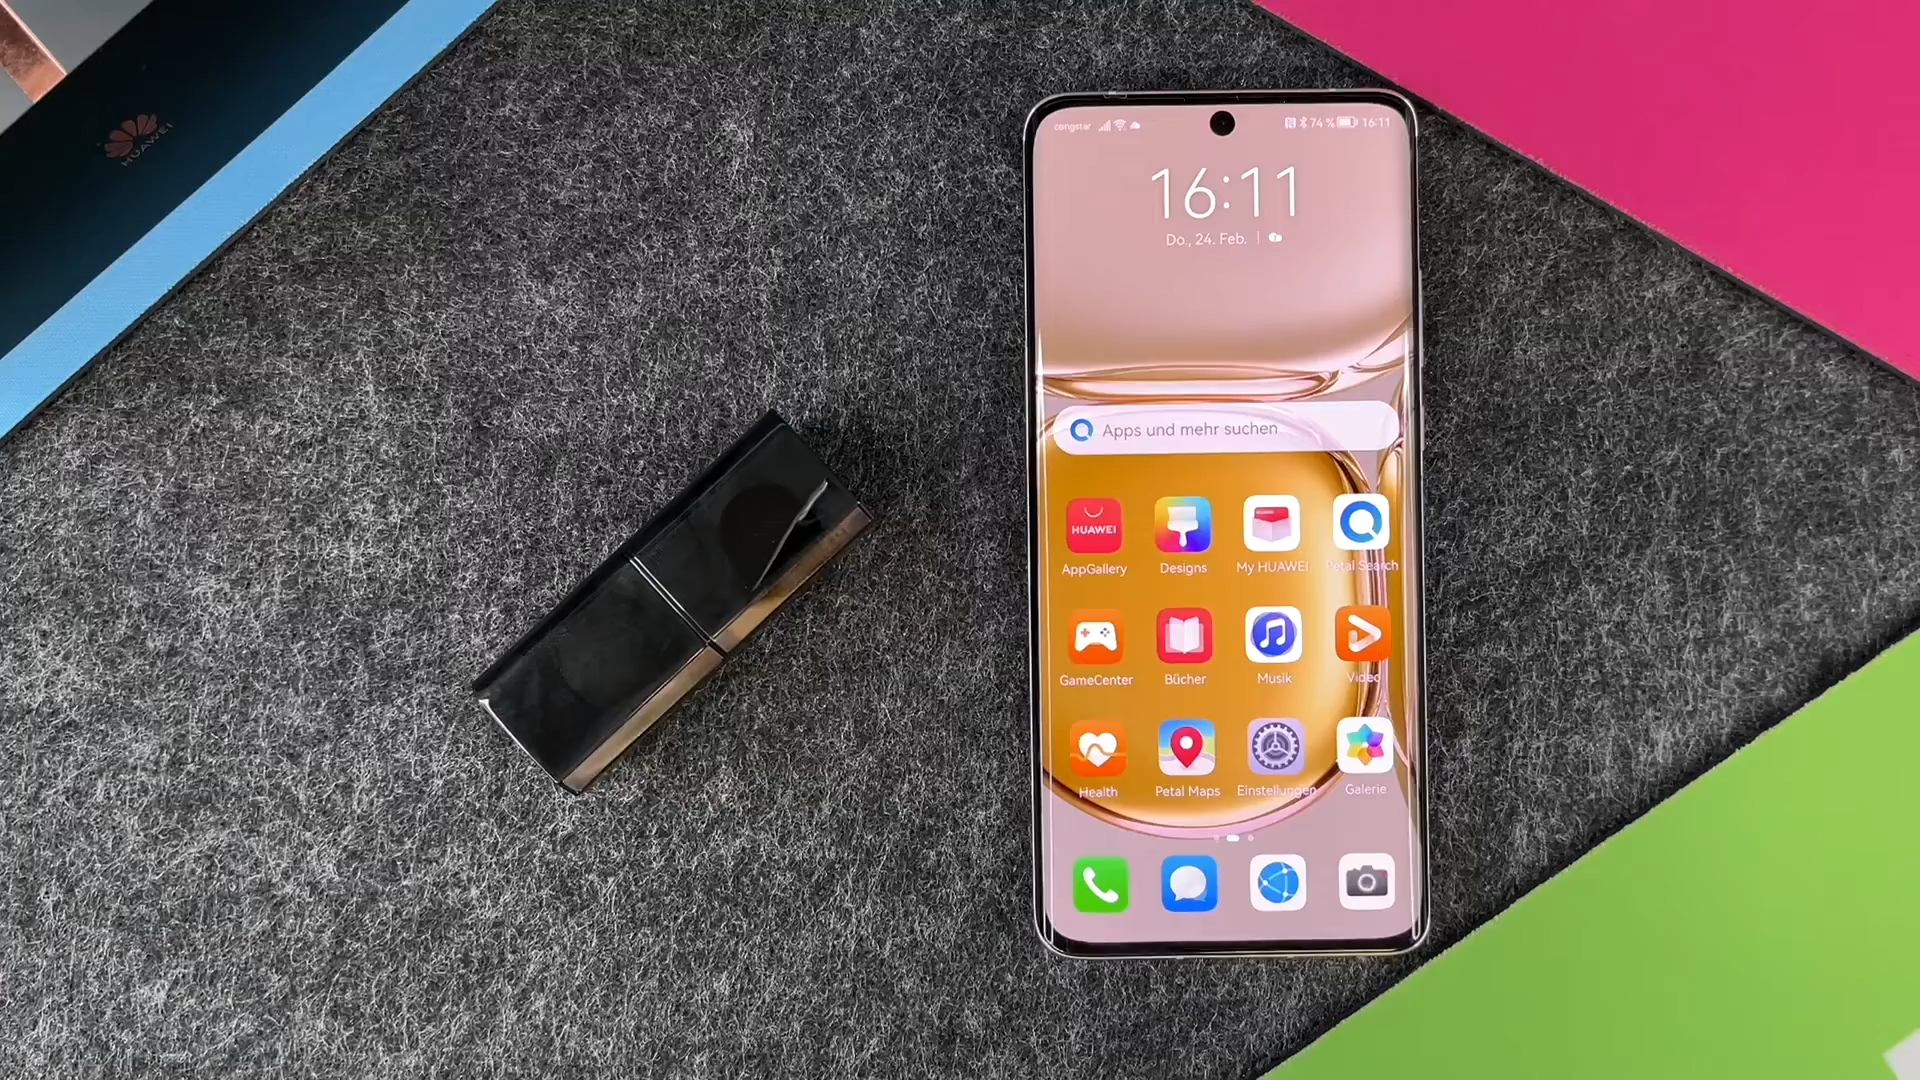 HUAWEI
congstar
74 % 16:11
16:11
Do., 24. Feb.
Apps und mehr suchen
HUAWEI
AppGallery Designs My HUAWEI Petal Search
GameCenter Bücher Musik Video
Health Petal Maps Einstellungen Galerie